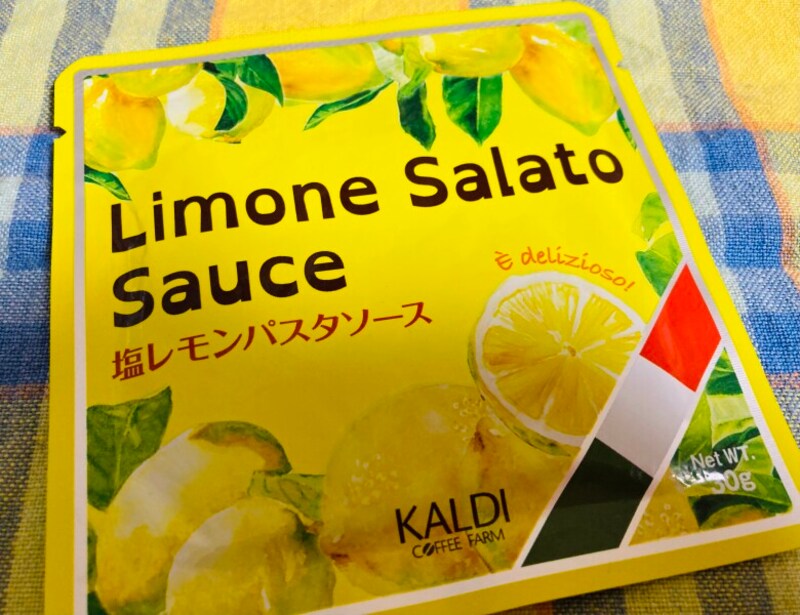 Limone Salato
Sauce
塩レモンパスタソース
È delizioso!
Net WT.
KALDI
COFFEE FARM